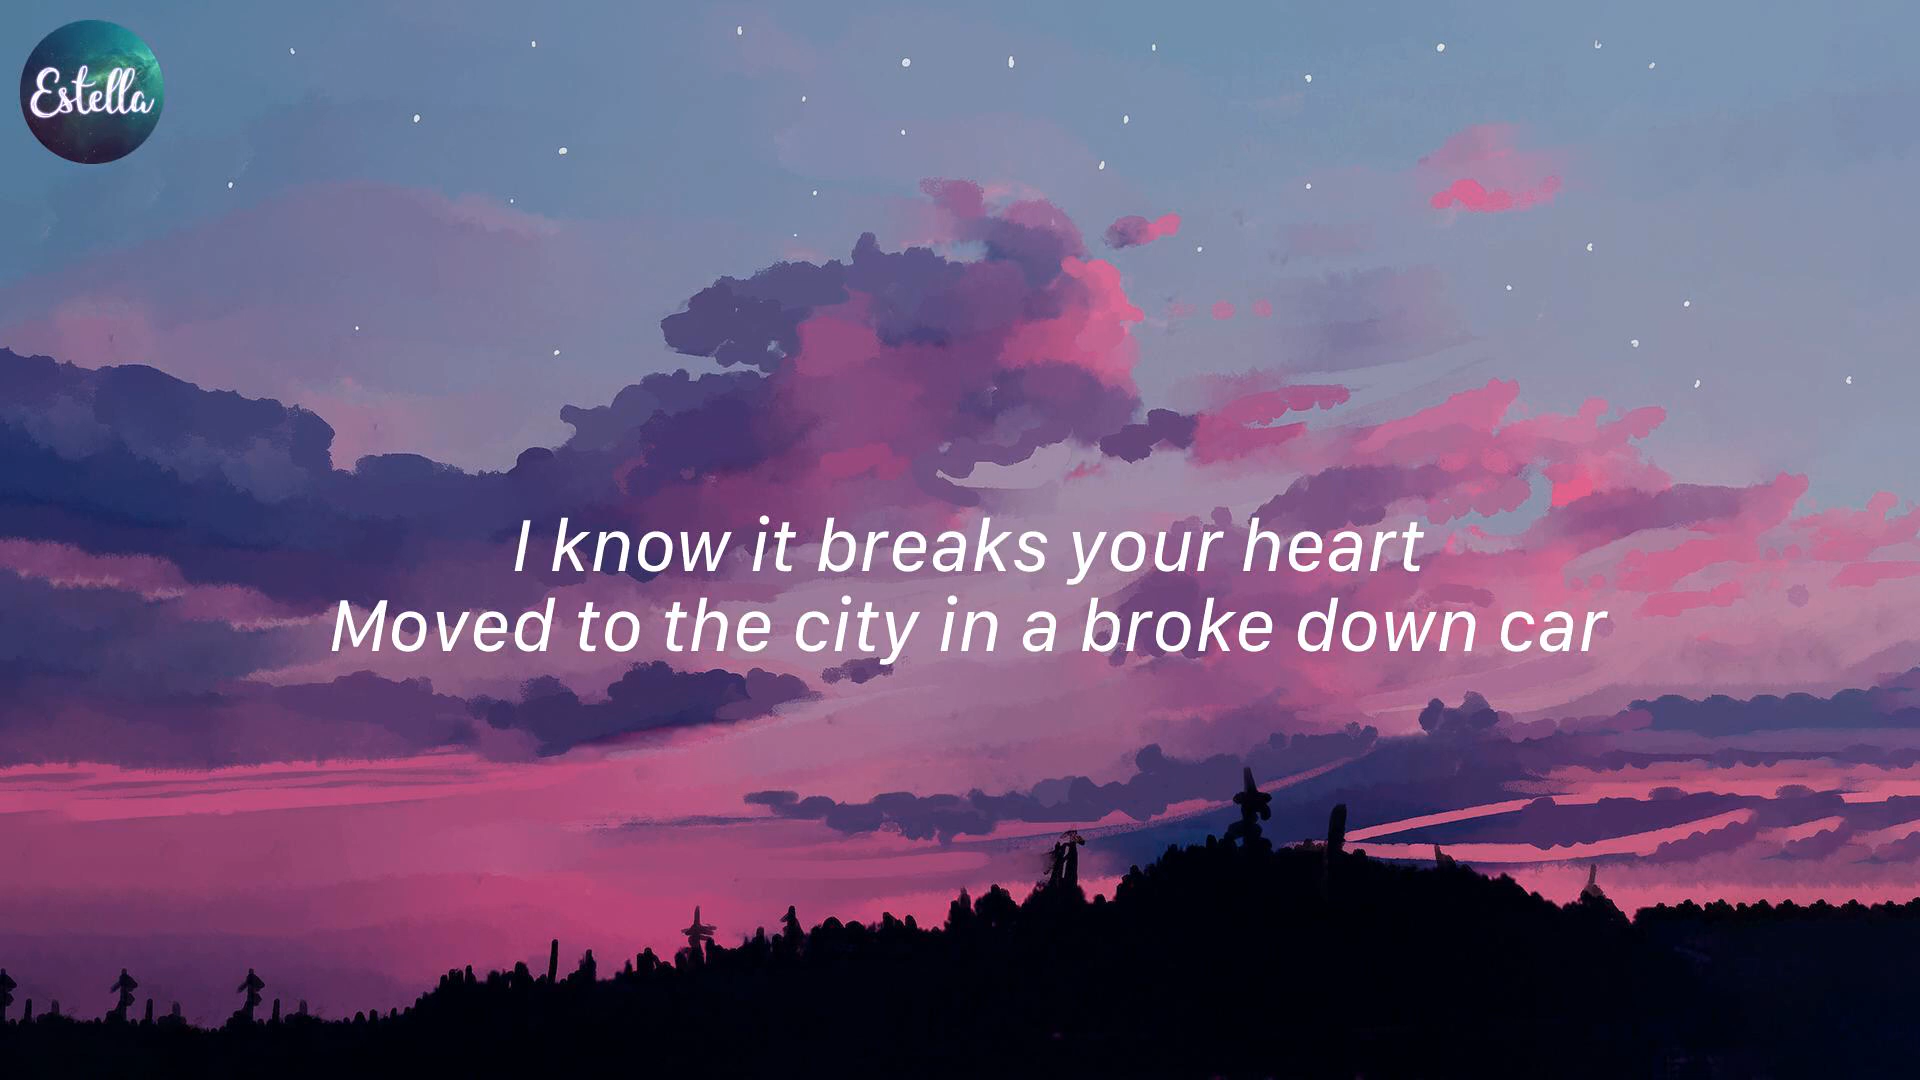 Estella
I know it breaks your heart
Moved to the city in a broke down car